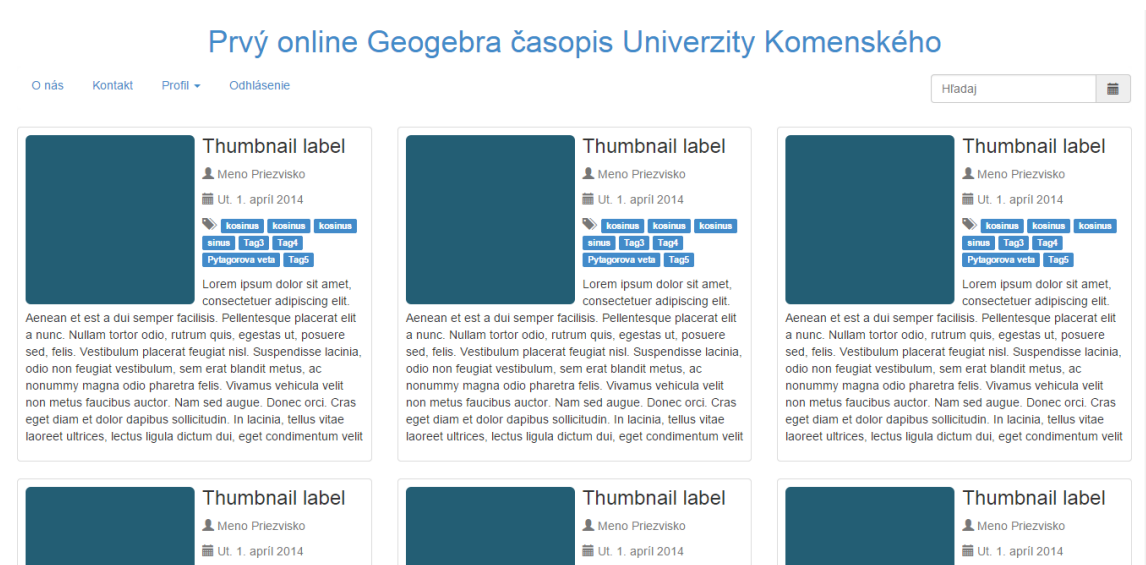 Prvý online Geogebra časopis Univerzity Komenského
O nás Kontakt Profil Odhlásenie Hľadaj
Thumbnail label
Meno Priezvisko
Ut. 1. apríl 2014
kosinus kosinus kosinus
sinus Tag3 Tag4
Pytagorova veta Tag5
Lorem ipsum dolor sit amet,
consectetuer adipiscing elit.
Aenean et est a dui semper facilisis. Pellentesque placerat elit
a nunc. Nullam tortor odio, rutrum quis, egestas ut, posuere
sed, felis. Vestibulum placerat feugiat nisl. Suspendisse lacinia,
odio non feugiat vestibulum, sem erat blandit metus, ac
nonummy magna odio pharetra felis. Vivamus vehicula velit
non metus faucibus auctor. Nam sed augue. Donec orci. Cras
eget diam et dolor dapibus sollicitudin. In lacinia, tellus vitae
laoreet ultrices, lectus ligula dictum dui, eget condimentum velit
Thumbnail label
Meno Priezvisko
Ut. 1. apríl 2014
kosinus kosinus kosinus
sinus Tag3 Tag4
Pytagorova veta Tag5
Lorem ipsum dolor sit amet,
consectetuer adipiscing elit.
Aenean et est a dui semper facilisis. Pellentesque placerat elit
a nunc. Nullam tortor odio, rutrum quis, egestas ut, posuere
sed, felis. Vestibulum placerat feugiat nisl. Suspendisse lacinia,
odio non feugiat vestibulum, sem erat blandit metus, ac
nonummy magna odio pharetra felis. Vivamus vehicula velit
non metus faucibus auctor. Nam sed augue. Donec orci. Cras
eget diam et dolor dapibus sollicitudin. In lacinia, tellus vitae
laoreet ultrices, lectus ligula dictum dui, eget condimentum velit
Thumbnail label
Meno Priezvisko
Ut. 1. apríl 2014
kosinus kosinus kosinus
sinus Tag3 Tag4
Pytagorova veta Tag5
Lorem ipsum dolor sit amet,
consectetuer adipiscing elit.
Aenean et est a dui semper facilisis. Pellentesque placerat elit
a nunc. Nullam tortor odio, rutrum quis, egestas ut, posuere
sed, felis. Vestibulum placerat feugiat nisl. Suspendisse lacinia,
odio non feugiat vestibulum, sem erat blandit metus, ac
nonummy magna odio pharetra felis. Vivamus vehicula velit
non metus faucibus auctor. Nam sed augue. Donec orci. Cras
eget diam et dolor dapibus sollicitudin. In lacinia, tellus vitae
laoreet ultrices, lectus ligula dictum dui, eget condimentum velit
Thumbnail label
Meno Priezvisko
Ut. 1. apríl 2014
Thumbnail label
Meno Priezvisko
Ut. 1. apríl 2014
Thumbnail label
Meno Priezvisko
Ut. 1. apríl 2014